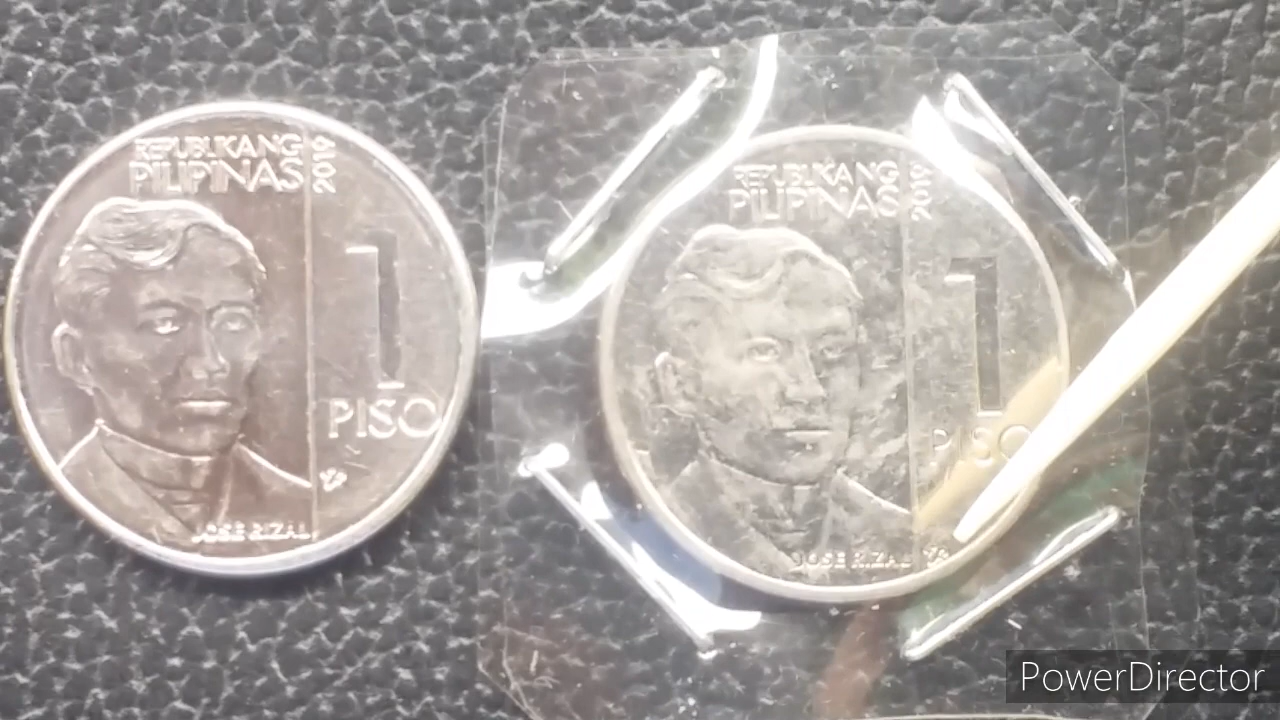 REPUBLIKANG
PILIPINAS
2019
1
PISO
JOSE RIZAL
REPUBLIKANG
PILIPINAS
2019
1
PISO
JOSE RIZAL
PowerDirector